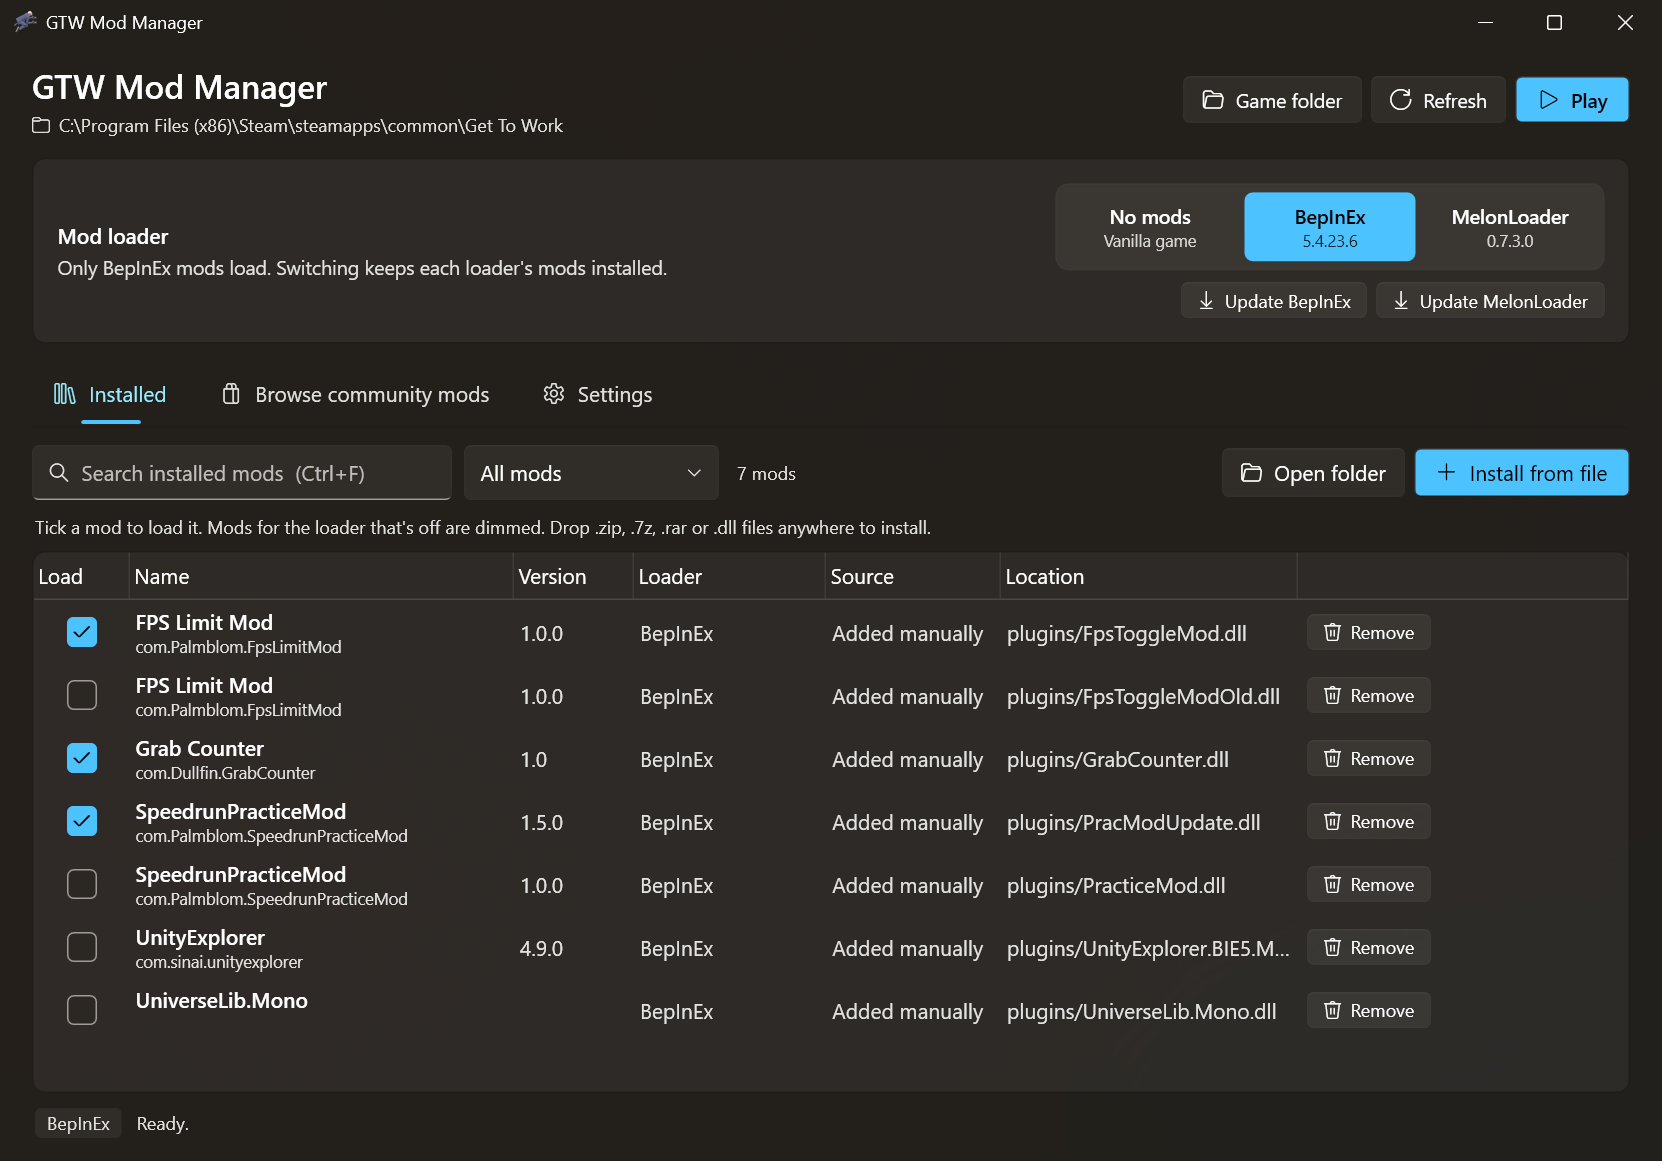 GTW Mod Manager
GTW Mod Manager
C:\Program Files (x86)\Steam\steamapps\common\Get To Work
Game folder
Refresh
Play
Mod loader
Only BepInEx mods load. Switching keeps each loader's mods installed.
No mods
Vanilla game
BepInEx
5.4.23.6
MelonLoader
0.7.3.0
Update BepInEx
Update MelonLoader
Installed
Browse community mods
Settings
Search installed mods (Ctrl+F)
All mods
7 mods
Open folder
Install from file
Tick a mod to load it. Mods for the loader that's off are dimmed. Drop .zip, .7z, .rar or .dll files anywhere to install.
Load Name Version Loader Source Location
FPS Limit Mod
com.Palmblom.FpsLimitMod
1.0.0 BepInEx Added manually plugins/FpsToggleMod.dll Remove
FPS Limit Mod
com.Palmblom.FpsLimitMod
1.0.0 BepInEx Added manually plugins/FpsToggleModOld.dll Remove
Grab Counter
com.Dullfin.GrabCounter
1.0 BepInEx Added manually plugins/GrabCounter.dll Remove
SpeedrunPracticeMod
com.Palmblom.SpeedrunPracticeMod
1.5.0 BepInEx Added manually plugins/PracModUpdate.dll Remove
SpeedrunPracticeMod
com.Palmblom.SpeedrunPracticeMod
1.0.0 BepInEx Added manually plugins/PracticeMod.dll Remove
UnityExplorer
com.sinai.unityexplorer
4.9.0 BepInEx Added manually plugins/UnityExplorer.BIE5.M... Remove
UniverseLib.Mono
BepInEx Added manually plugins/UniverseLib.Mono.dll Remove
BepInEx Ready.